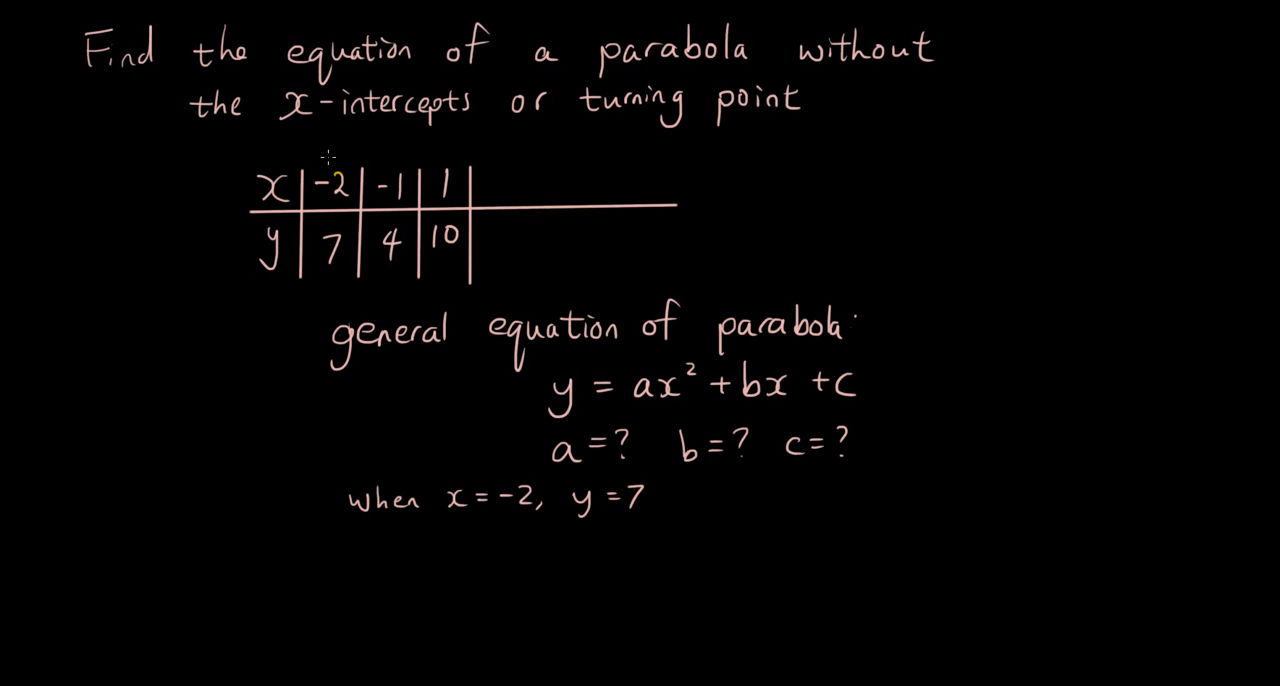 Find the equation of a parabola without
the x-intercepts or turning point
x | -2 | -1 | 1 |
y | 7 | 4 | 10 |
general equation of parabola:
y = ax² + bx + c
a = ? b = ? c = ?
when x = -2, y = 7